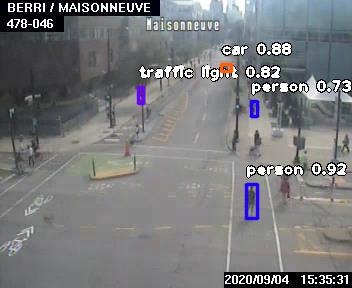 BERRI / MAISONNEUVE
478-046
Maisonneuve
car 0.88
traffic light 0.82
person 0.73
person 0.92
2020/09/04 15:35:31